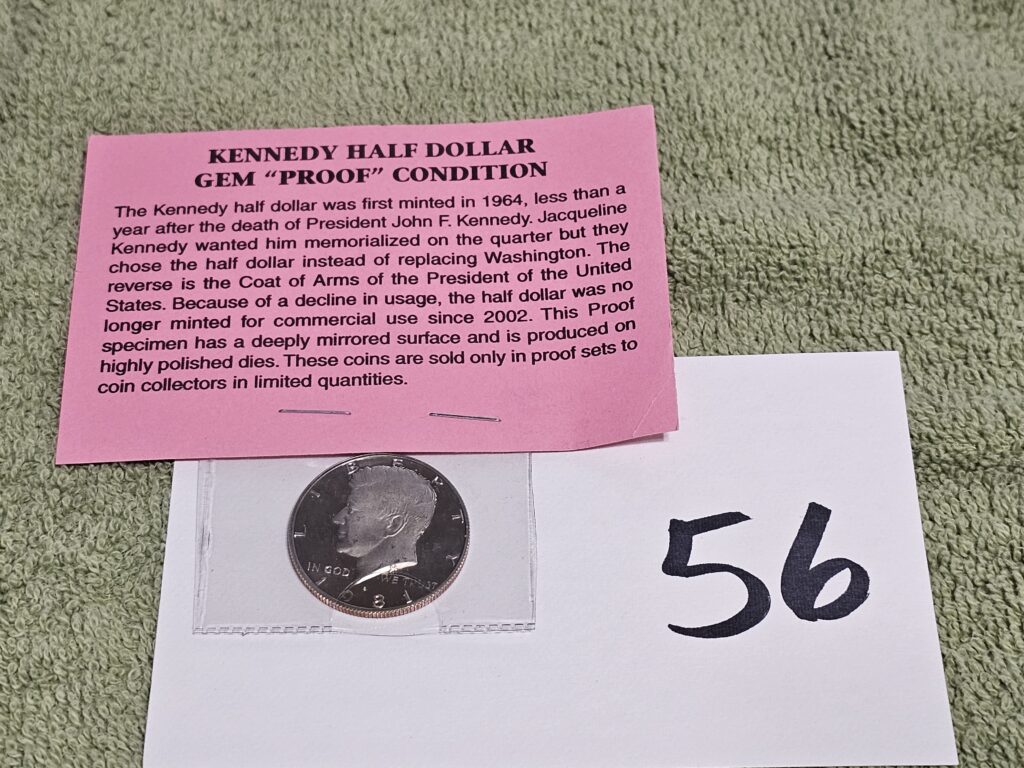 KENNEDY HALF DOLLAR
GEM "PROOF" CONDITION
The Kennedy half dollar was first minted in 1964, less than a
year after the death of President John F. Kennedy. Jacqueline
Kennedy wanted him memorialized on the quarter but they
chose the half dollar instead of replacing Washington. The
reverse is the Coat of Arms of the President of the United
States. Because of a decline in usage, the half dollar was no
longer minted for commercial use since 2002. This Proof
specimen has a deeply mirrored surface and is produced on
highly polished dies. These coins are sold only in proof sets to
coin collectors in limited quantities.
LIBERTY
IN GOD WE TRUST
1981
56